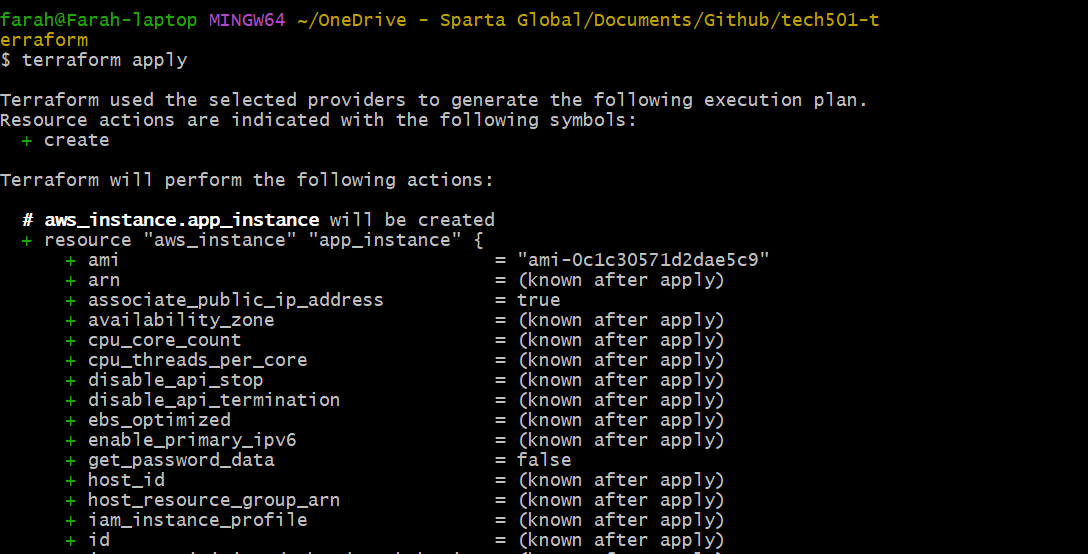 farah@Farah-laptop MINGW64 ~/OneDrive - Sparta Global/Documents/Github/tech501-t
erraform
$ terraform apply
Terraform used the selected providers to generate the following execution plan.
Resource actions are indicated with the following symbols:
+ create
Terraform will perform the following actions:
# aws_instance.app_instance will be created
+ resource "aws_instance" "app_instance" {
+ ami = "ami-0c1c30571d2dae5c9"
+ arn = (known after apply)
+ associate_public_ip_address = true
+ availability_zone = (known after apply)
+ cpu_core_count = (known after apply)
+ cpu_threads_per_core = (known after apply)
+ disable_api_stop = (known after apply)
+ disable_api_termination = (known after apply)
+ ebs_optimized = (known after apply)
+ enable_primary_ipv6 = (known after apply)
+ get_password_data = false
+ host_id = (known after apply)
+ host_resource_group_arn = (known after apply)
+ iam_instance_profile = (known after apply)
+ id = (known after apply)